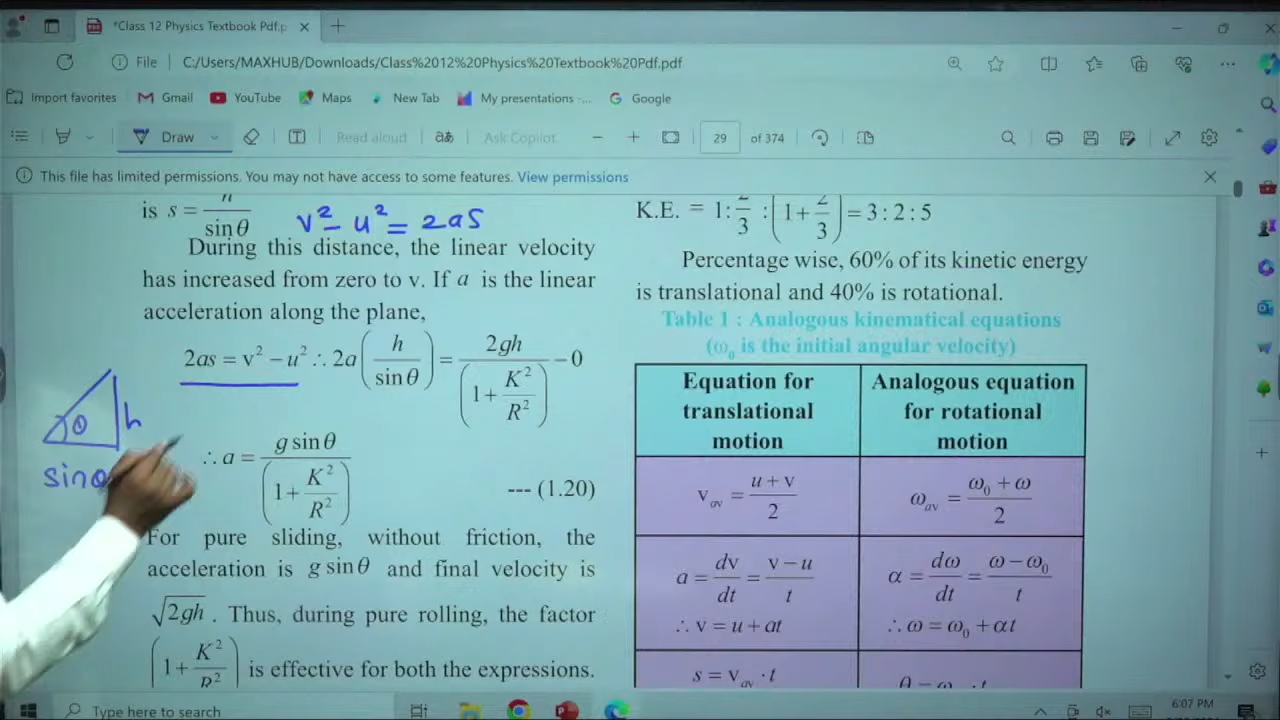 *Class 12 Physics Textbook Pdf.p
File | C:/Users/MAXHUB/Downloads/Class%2012%20Physics%20Textbook%20Pdf.pdf
Import favorites Gmail YouTube Maps New Tab My presentations -... Google
Draw Read aloud aあ Ask Copilot 29 of 374
This file has limited permissions. You may not have access to some features. View permissions
is s = h/sinθ
v² - u² = 2as
During this distance, the linear velocity
has increased from zero to v. If a is the linear
acceleration along the plane,
2as = v² − u² ∴ 2a(h/sinθ) = 2gh/(1+K²/R²) − 0
θ h
sinθ
∴ a = g sinθ/(1+K²/R²) --- (1.20)
For pure sliding, without friction, the
acceleration is g sinθ and final velocity is
√2gh . Thus, during pure rolling, the factor
(1+K²/R²) is effective for both the expressions.
K.E. = 1:2/3:(1+2/3) = 3:2:5
Percentage wise, 60% of its kinetic energy
is translational and 40% is rotational.
Table 1 : Analogous kinematical equations
(ω₀ is the initial angular velocity)
Equation for translational motion
Analogous equation for rotational motion
v_av = (u+v)/2
ω_av = (ω₀+ω)/2
a = dv/dt = (v−u)/t
∴ v = u + at
α = dω/dt = (ω−ω₀)/t
∴ ω = ω₀ + αt
s = v_av · t
Type here to search
6:07 PM